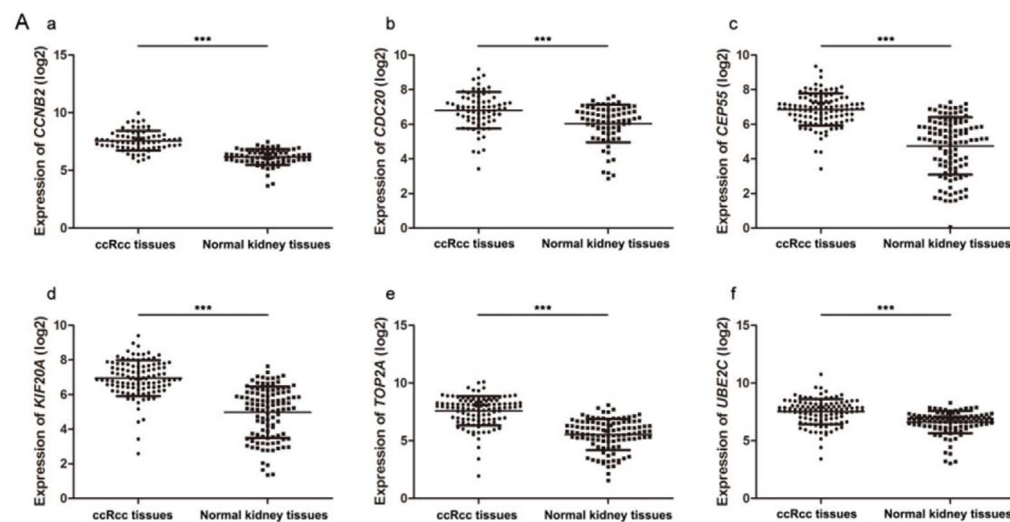 A
a
***
15
10
5
0
Expression of CCNB2 (log2)
ccRcc tissues
Normal kidney tissues
b
***
10
8
6
4
2
0
Expression of CDC20 (log2)
ccRcc tissues
Normal kidney tissues
c
***
10
8
6
4
2
0
Expression of CEP55 (log2)
ccRcc tissues
Normal kidney tissues
d
***
10
8
6
4
2
0
Expression of KIF20A (log2)
ccRcc tissues
Normal kidney tissues
e
***
15
10
5
0
Expression of TOP2A (log2)
ccRcc tissues
Normal kidney tissues
f
***
15
10
5
0
Expression of UBE2C (log2)
ccRcc tissues
Normal kidney tissues